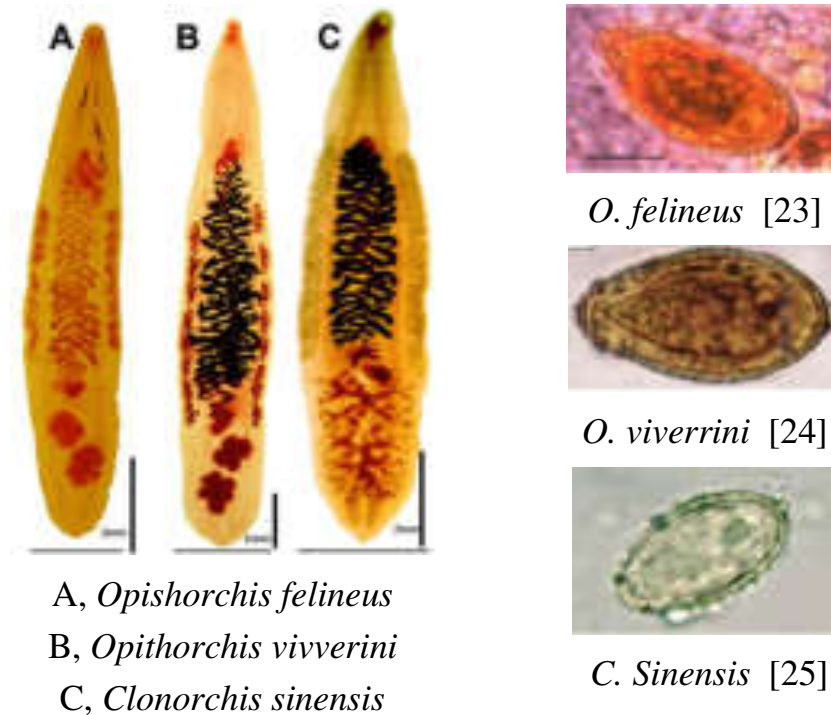 A
B
C
A, Opishorchis felineus
B, Opithorchis vivverini
C, Clonorchis sinensis
O. felineus [23]
O. viverrini [24]
C. Sinensis [25]